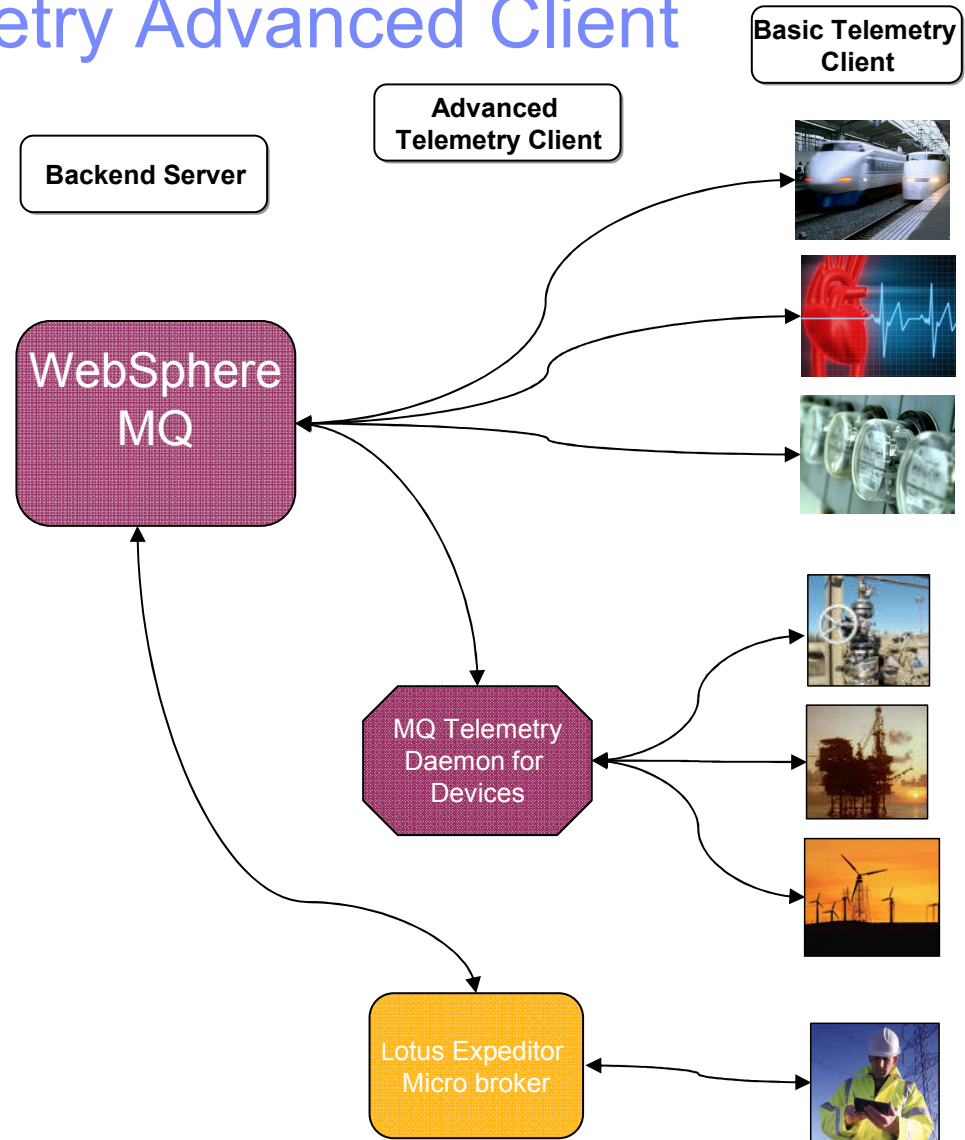 etry Advanced Client
Basic Telemetry
Client
Advanced
Telemetry Client
Backend Server
WebSphere
MQ
MQ Telemetry
Daemon for
Devices
Lotus Expeditor
Micro broker